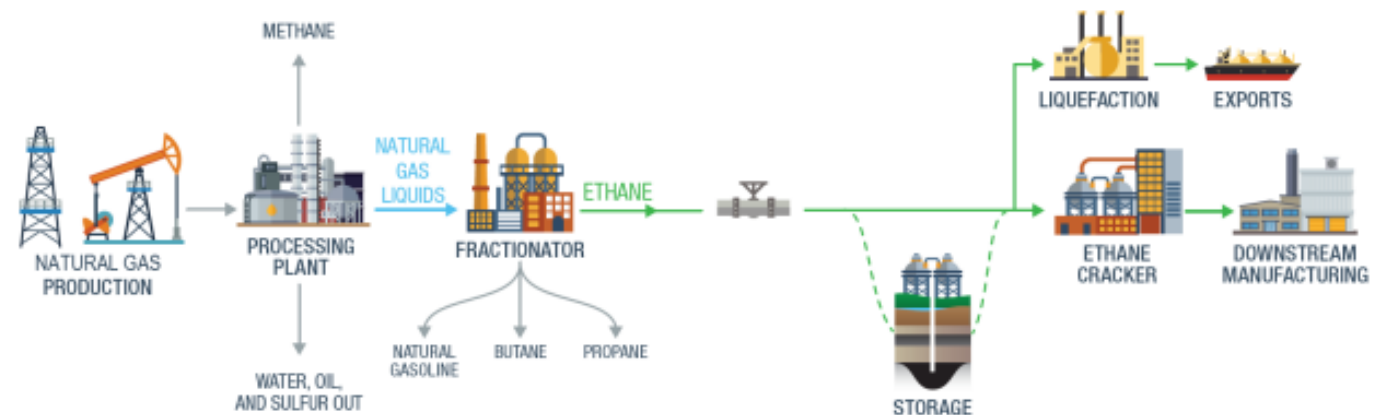 METHANE
NATURAL GAS
PRODUCTION
PROCESSING
PLANT
WATER, OIL,
AND SULFUR OUT
NATURAL
GAS
LIQUIDS
FRACTIONATOR
NATURAL
GASOLINE
BUTANE
PROPANE
ETHANE
STORAGE
LIQUEFACTION
EXPORTS
ETHANE
CRACKER
DOWNSTREAM
MANUFACTURING